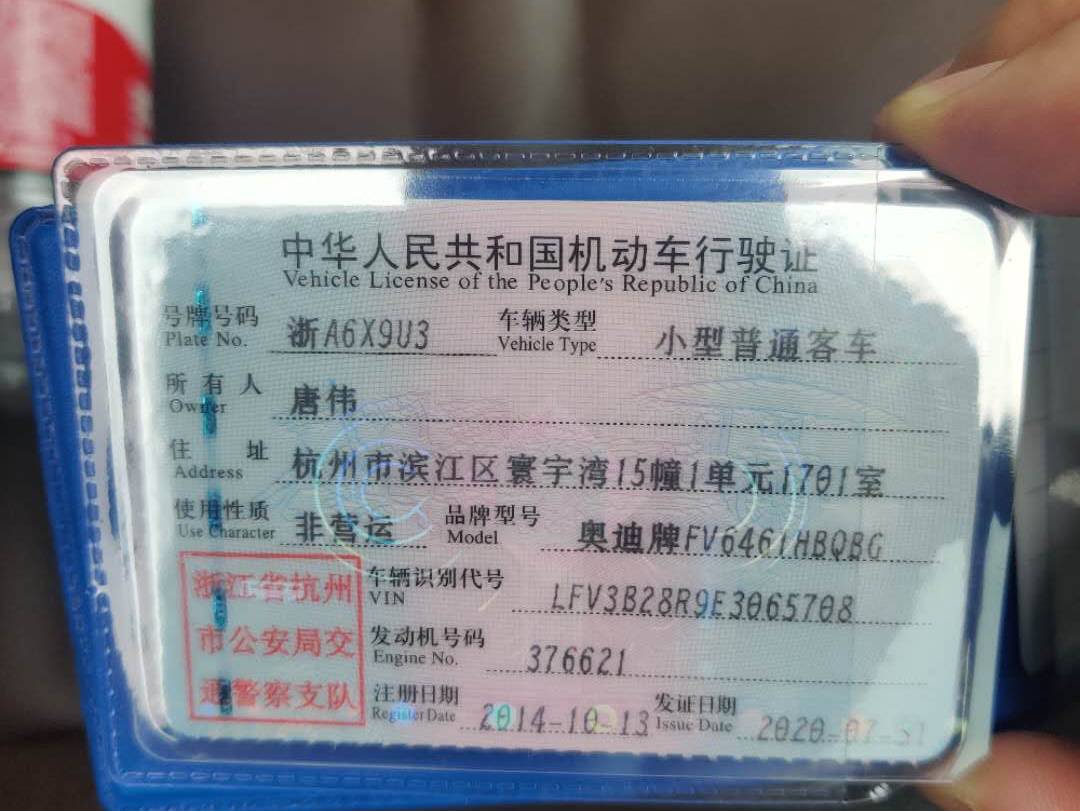 中华人民共和国机动车行驶证
Vehicle License of the People's Republic of China
号牌号码 浙A6X9U3 车辆类型 小型普通客车
Plate No. Vehicle Type
所有人 唐伟
Owner
住址 杭州市滨江区寰宇湾15幢1单元1701室
Address
使用性质 非营运 品牌型号 奥迪牌FV6461HBQBG
Use Character Model
浙江省杭州
市公安局交
通警察支队
车辆识别代号 LFV3B28R9E3065708
VIN
发动机号码 376621
Engine No.
注册日期 2014-10-13 发证日期 2020-07-31
Register Date Issue Date